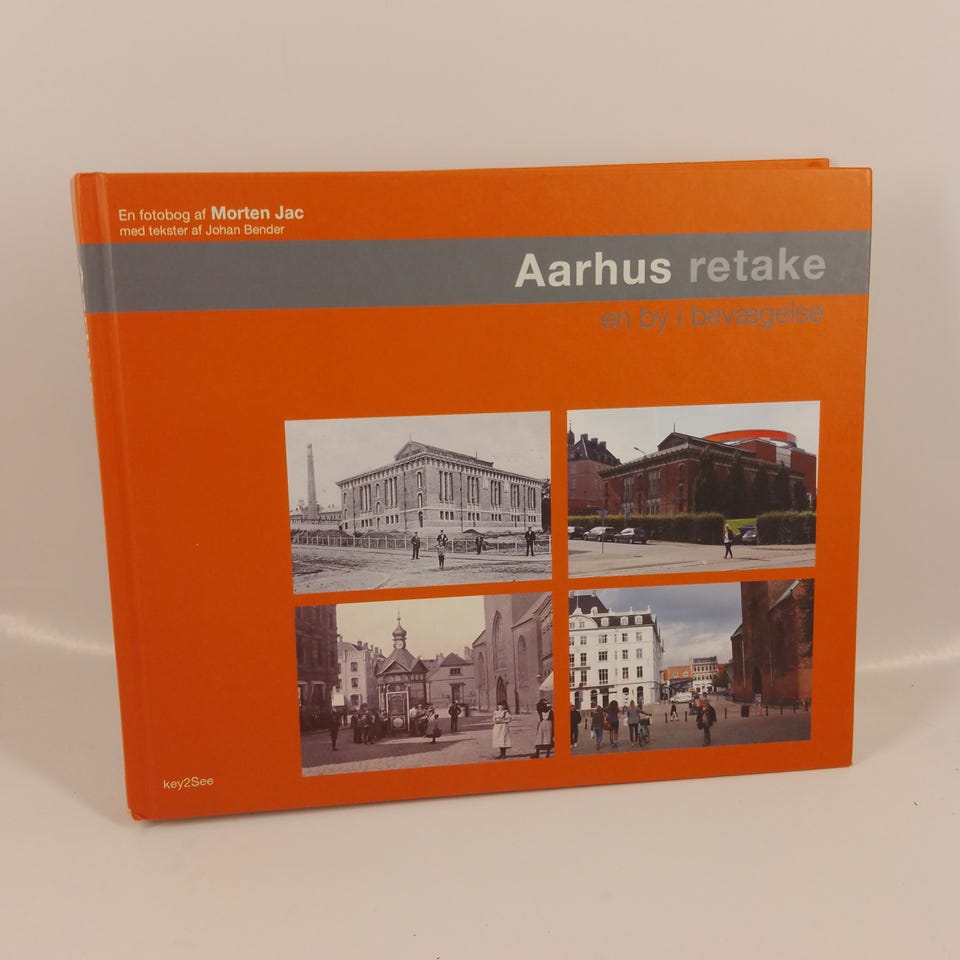 En fotobog af Morten Jac
med tekster af Johan Bender
Aarhus retake
en by i bevægelse
key2See